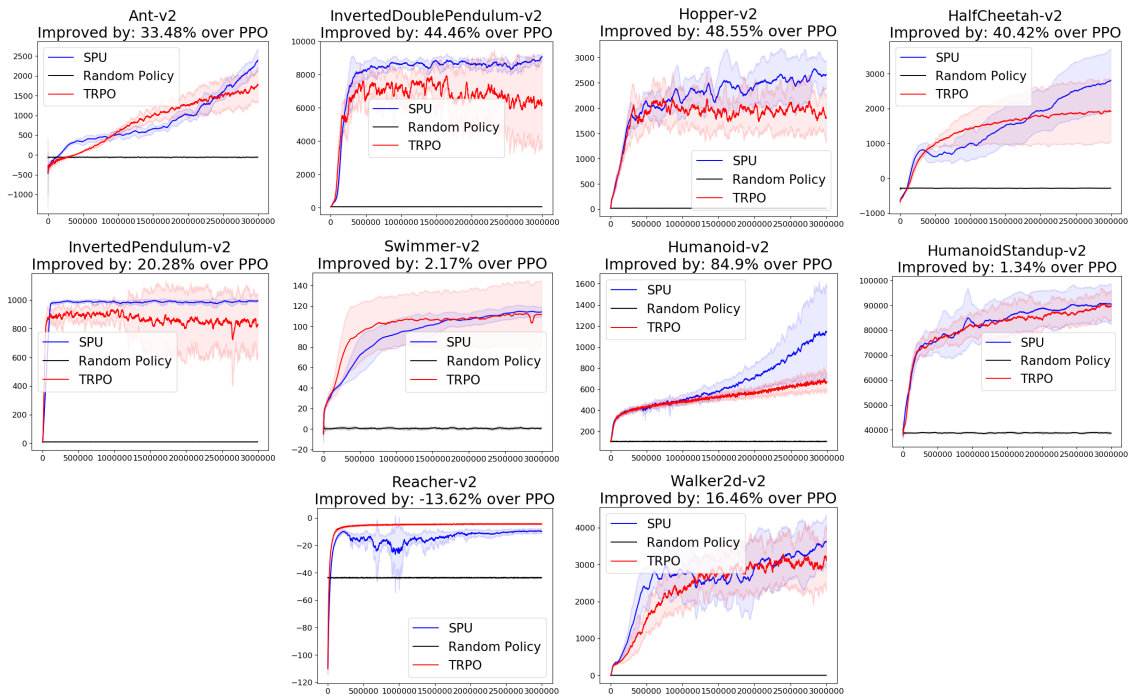 Ant-v2
Improved by: 33.48% over PPO
2500
2000
1500
1000
500
0
−500
−1000
SPU
Random Policy
TRPO
0 500000 1000000 1500000 2000000 2500000 3000000
InvertedDoublePendulum-v2
Improved by: 44.46% over PPO
10000
8000
6000
4000
2000
0
SPU
Random Policy
TRPO
0 500000 1000000 1500000 2000000 2500000 3000000
Hopper-v2
Improved by: 48.55% over PPO
3000
2500
2000
1500
1000
500
0
SPU
Random Policy
TRPO
0 500000 1000000 1500000 2000000 2500000 3000000
HalfCheetah-v2
Improved by: 40.42% over PPO
3000
2000
1000
0
−1000
SPU
Random Policy
TRPO
0 500000 1000000 1500000 2000000 2500000 3000000
InvertedPendulum-v2
Improved by: 20.28% over PPO
1000
800
600
400
200
0
SPU
Random Policy
TRPO
0 500000 1000000 1500000 2000000 2500000 3000000
Swimmer-v2
Improved by: 2.17% over PPO
140
120
100
80
60
40
20
0
−20
SPU
Random Policy
TRPO
0 500000 1000000 1500000 2000000 2500000 3000000
Humanoid-v2
Improved by: 84.9% over PPO
1600
1400
1200
1000
800
600
400
200
SPU
Random Policy
TRPO
0 500000 1000000 1500000 2000000 2500000 3000000
HumanoidStandup-v2
Improved by: 1.34% over PPO
100000
90000
80000
70000
60000
50000
40000
SPU
Random Policy
TRPO
0 500000 1000000 1500000 2000000 2500000 3000000
Reacher-v2
Improved by: -13.62% over PPO
0
−20
−40
−60
−80
−100
−120
SPU
Random Policy
TRPO
0 500000 1000000 1500000 2000000 2500000 3000000
Walker2d-v2
Improved by: 16.46% over PPO
4000
3000
2000
1000
0
SPU
Random Policy
TRPO
0 500000 1000000 1500000 2000000 2500000 3000000